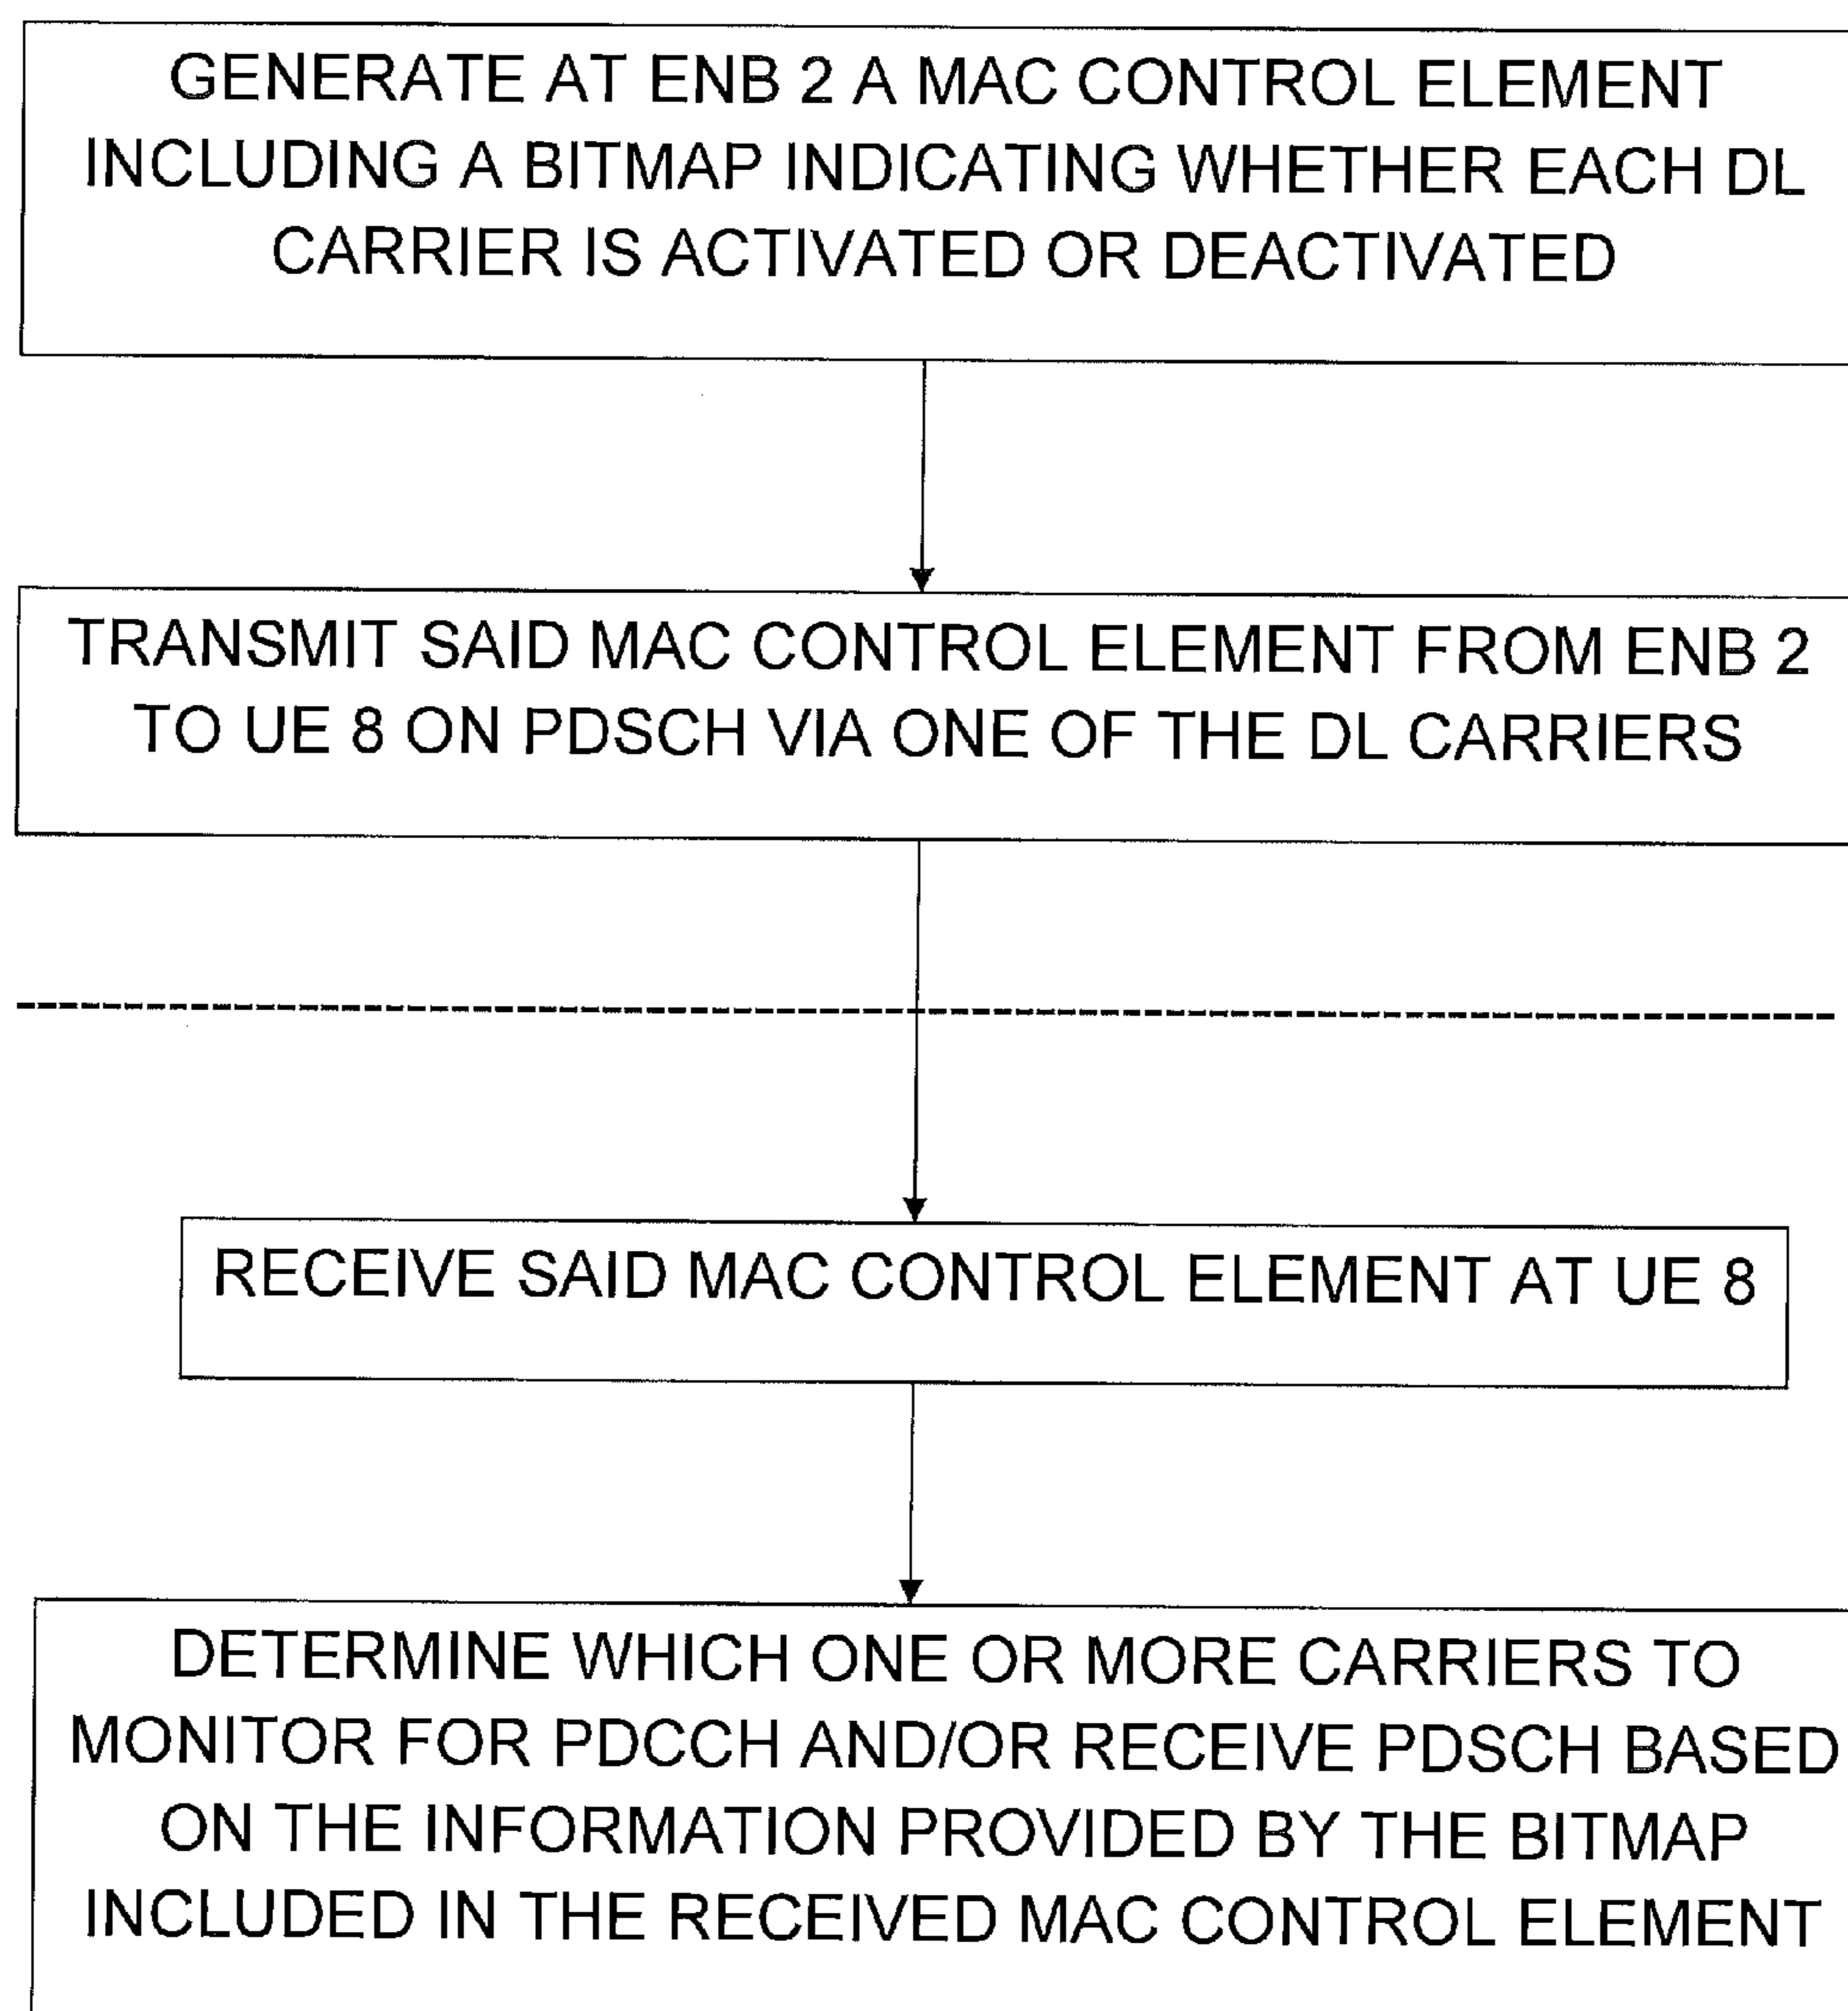 GENERATE AT ENB 2 A MAC CONTROL ELEMENT
INCLUDING A BITMAP INDICATING WHETHER EACH DL
CARRIER IS ACTIVATED OR DEACTIVATED
TRANSMIT SAID MAC CONTROL ELEMENT FROM ENB 2
TO UE 8 ON PDSCH VIA ONE OF THE DL CARRIERS
RECEIVE SAID MAC CONTROL ELEMENT AT UE 8
DETERMINE WHICH ONE OR MORE CARRIERS TO
MONITOR FOR PDCCH AND/OR RECEIVE PDSCH BASED
ON THE INFORMATION PROVIDED BY THE BITMAP
INCLUDED IN THE RECEIVED MAC CONTROL ELEMENT